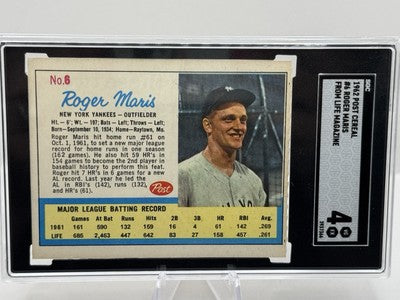 No.6
Roger Maris
NEW YORK YANKEES — OUTFIELDER
Ht. - 6'; Wt. - 197; Bats - Left; Throws - Left;
Born-September 10, 1934; Home-Raytown, Mo.
Roger Maris hit home run #61 on
Oct. 1, 1961, to set a new major league
record for home runs in one season
(162 games). He also hit 59 HR's in
154 games to become the 2nd player in
baseball history to perform this feat.
Roger hit 7 HR's in 6 games for a new
AL record. Last year he led the
AL in RBI's (142), runs (132),
and HR's (61).
Post
MAJOR LEAGUE BATTING RECORD
Games At Bat Runs Hits 2B 3B HR RBI Avg.
1961 161 590 132 159 16 4 61 142 .269
LIFE 685 2,463 447 642 83 27 158 457 .261
SGC
1962 POST CEREAL
#6 ROGER MARIS
FROM LIFE MAGAZINE
4